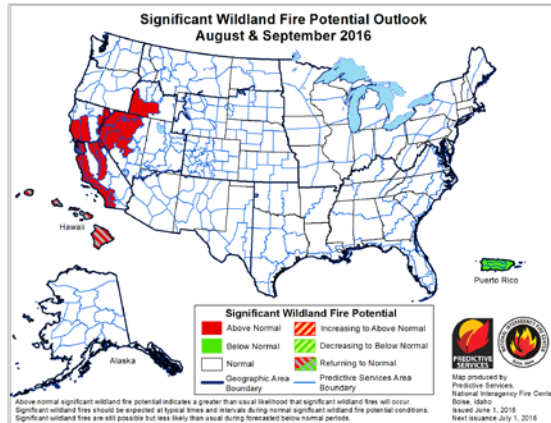 Significant Wildland Fire Potential Outlook
August & September 2016
Hawaii
Puerto Rico
Alaska
Significant Wildland Fire Potential
Above Normal
Increasing to Above Normal
Below Normal
Decreasing to Below Normal
Normal
Returning to Normal
Geographic Area
Boundary
Predictive Services Area
Boundary
PREDICTIVE
SERVICES
Map produced by
Predictive Services,
National Interagency Fire Center
Boise, Idaho
Issued June 1, 2016
Next issuance July 1, 2016
Above normal significant wildland fire potential indicates a greater than usual likelihood that significant wildland fires will occur.
Significant wildland fires should be expected at typical times and intervals during normal significant wildland fire potential conditions.
Significant wildland fires are still possible but less likely than usual during forecasted below normal periods.